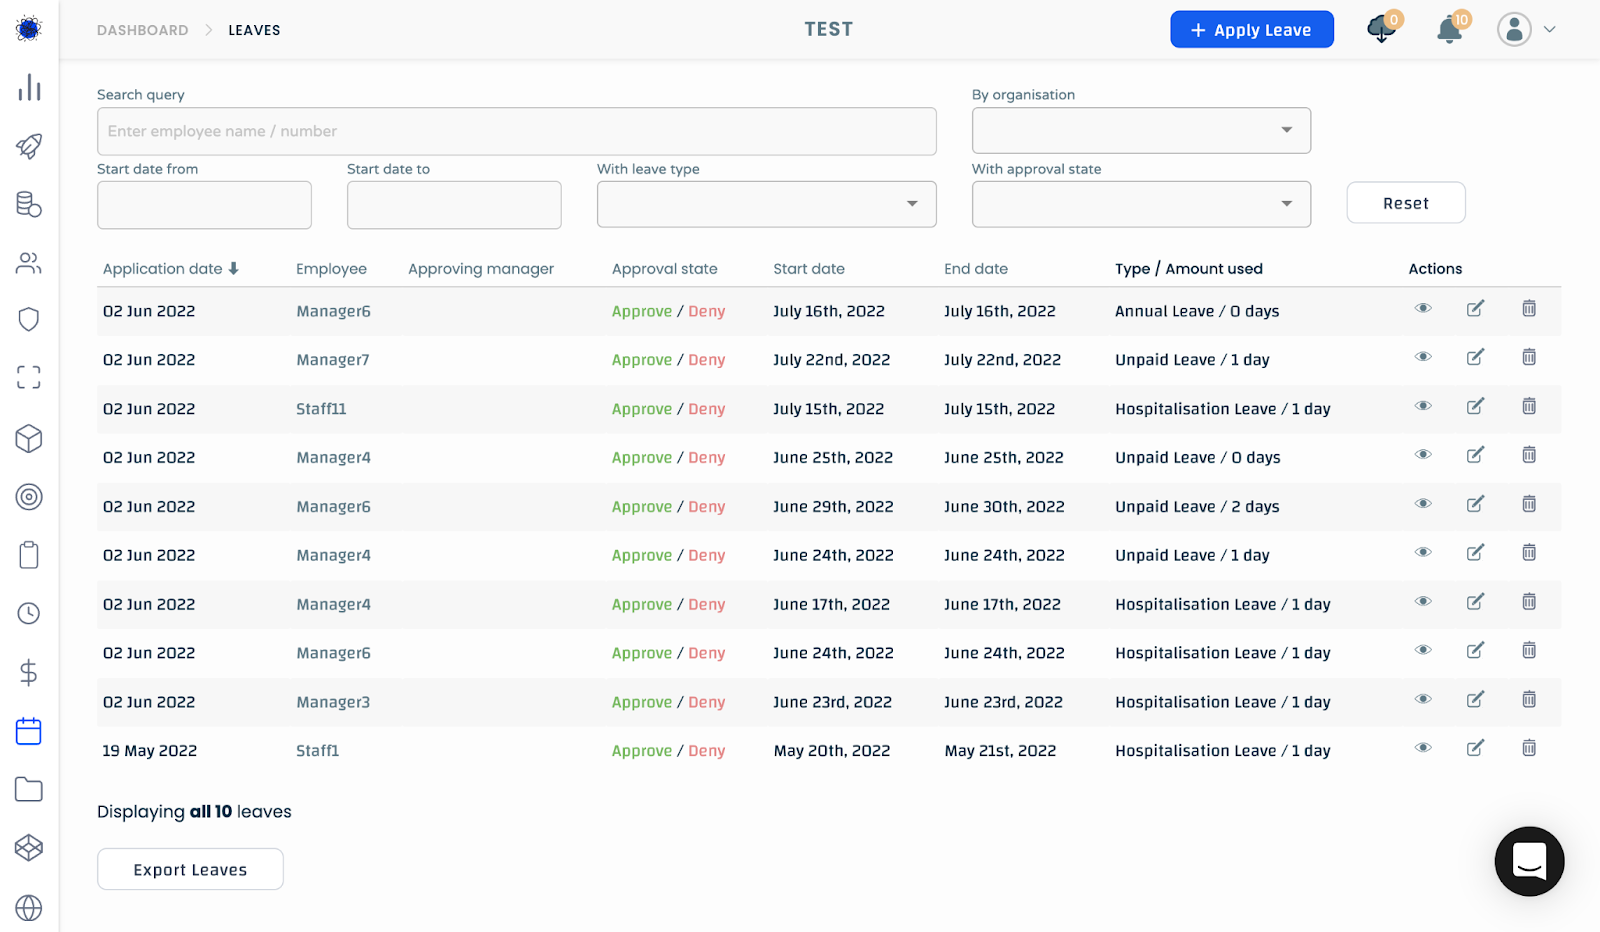 DASHBOARD > LEAVES
TEST
+ Apply Leave
0
10
Search query
By organisation
Enter employee name / number
Start date from
Start date to
With leave type
With approval state
Reset
Application date Employee Approving manager Approval state Start date End date Type / Amount used Actions
02 Jun 2022 Manager6 Approve / Deny July 16th, 2022 July 16th, 2022 Annual Leave / 0 days
02 Jun 2022 Manager7 Approve / Deny July 22nd, 2022 July 22nd, 2022 Unpaid Leave / 1 day
02 Jun 2022 Staff11 Approve / Deny July 15th, 2022 July 15th, 2022 Hospitalisation Leave / 1 day
02 Jun 2022 Manager4 Approve / Deny June 25th, 2022 June 25th, 2022 Unpaid Leave / 0 days
02 Jun 2022 Manager6 Approve / Deny June 29th, 2022 June 30th, 2022 Unpaid Leave / 2 days
02 Jun 2022 Manager4 Approve / Deny June 24th, 2022 June 24th, 2022 Unpaid Leave / 1 day
02 Jun 2022 Manager4 Approve / Deny June 17th, 2022 June 17th, 2022 Hospitalisation Leave / 1 day
02 Jun 2022 Manager6 Approve / Deny June 24th, 2022 June 24th, 2022 Hospitalisation Leave / 1 day
02 Jun 2022 Manager3 Approve / Deny June 23rd, 2022 June 23rd, 2022 Hospitalisation Leave / 1 day
19 May 2022 Staff1 Approve / Deny May 20th, 2022 May 21st, 2022 Hospitalisation Leave / 1 day
Displaying all 10 leaves
Export Leaves